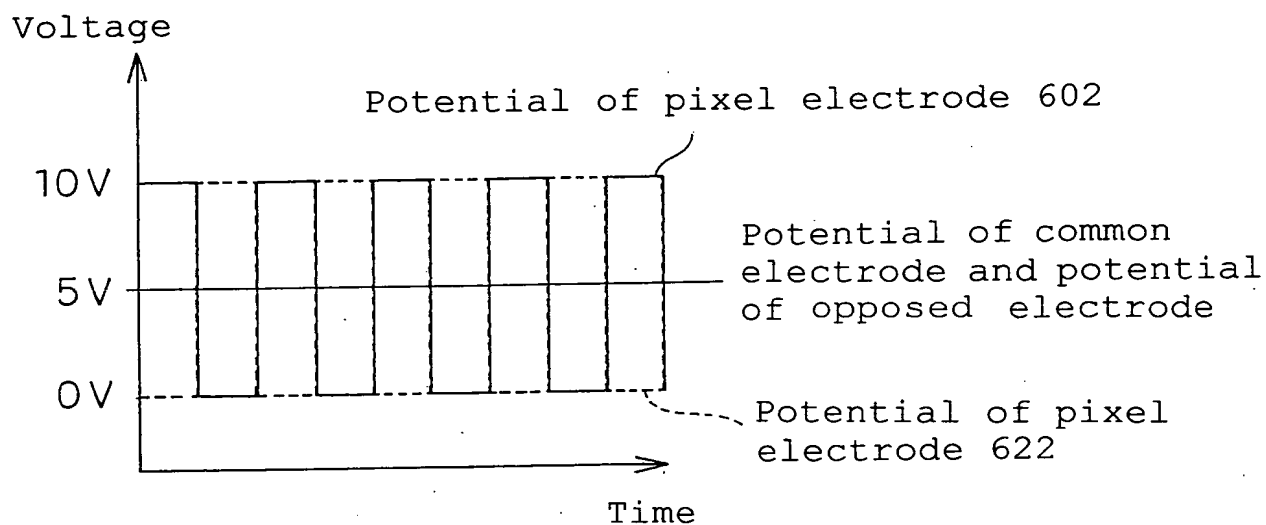 Voltage
Potential of pixel electrode 602
10V
Potential of common
electrode and potential
of opposed electrode
5V
0V
Potential of pixel
electrode 622
Time